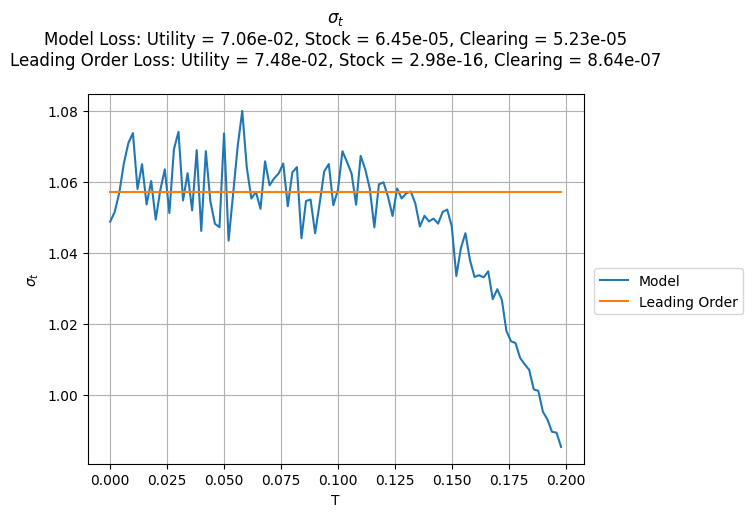 σ_t
Model Loss: Utility = 7.06e-02, Stock = 6.45e-05, Clearing = 5.23e-05
Leading Order Loss: Utility = 7.48e-02, Stock = 2.98e-16, Clearing = 8.64e-07
1.08
1.06
1.04
1.02
1.00
σ_t
0.000 0.025 0.050 0.075 0.100 0.125 0.150 0.175 0.200
T
Model
Leading Order